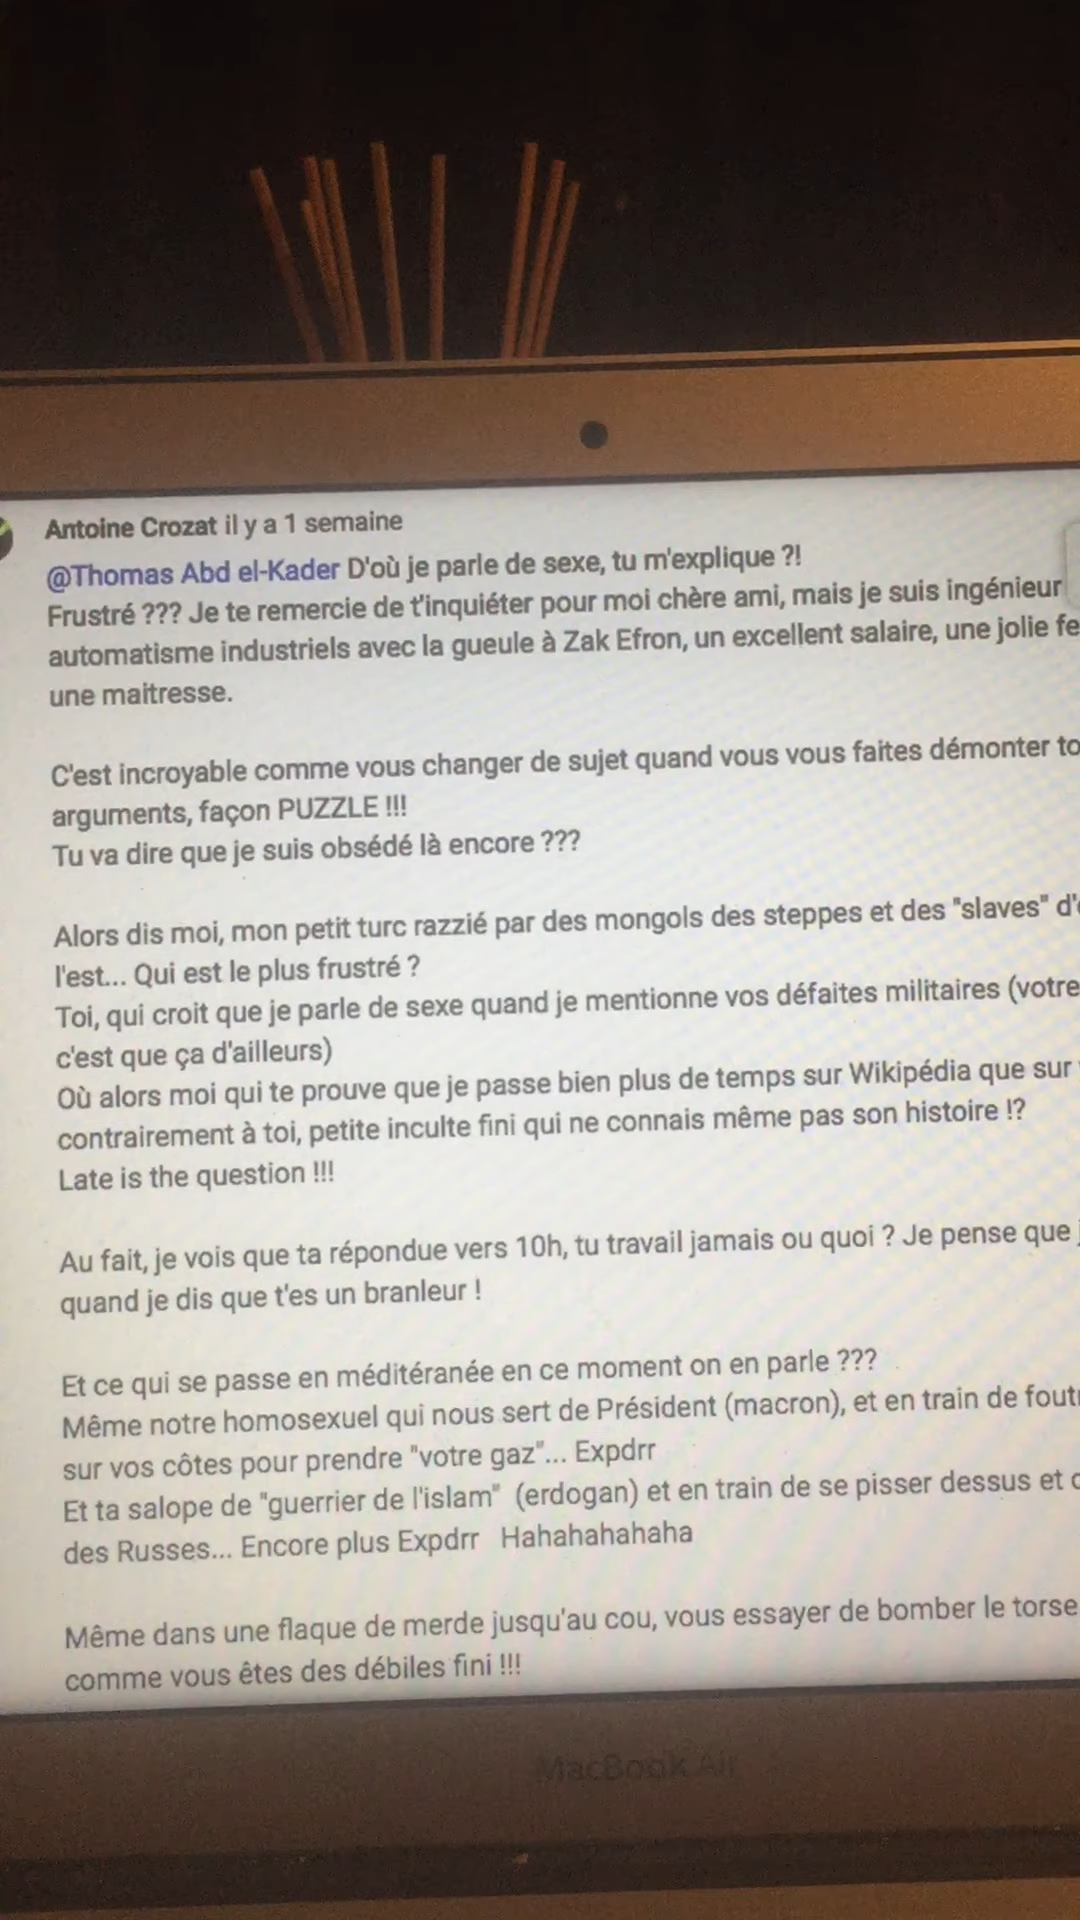 Antoine Crozat il y a 1 semaine
@Thomas Abd el-Kader D'où je parle de sexe, tu m'explique ?!
Frustré ??? Je te remercie de t'inquiéter pour moi chère ami, mais je suis ingénieur
automatisme industriels avec la gueule à Zak Efron, un excellent salaire, une jolie fe
une maitresse.
C'est incroyable comme vous changer de sujet quand vous vous faites démonter to
arguments, façon PUZZLE !!!
Tu va dire que je suis obsédé là encore ???
Alors dis moi, mon petit turc razzié par des mongols des steppes et des "slaves" d'
l'est... Qui est le plus frustré ?
Toi, qui croit que je parle de sexe quand je mentionne vos défaites militaires (votre
c'est que ça d'ailleurs)
Où alors moi qui te prouve que je passe bien plus de temps sur Wikipédia que sur
contrairement à toi, petite inculte fini qui ne connais même pas son histoire !?
Late is the question !!!
Au fait, je vois que ta répondue vers 10h, tu travail jamais ou quoi ? Je pense que j
quand je dis que t'es un branleur !
Et ce qui se passe en méditéranée en ce moment on en parle ???
Même notre homosexuel qui nous sert de Président (macron), et en train de foutr
sur vos côtes pour prendre "votre gaz"... Expdrr
Et ta salope de "guerrier de l'islam" (erdogan) et en train de se pisser dessus et
des Russes... Encore plus Expdrr Hahahahahaha
Même dans une flaque de merde jusqu'au cou, vous essayer de bomber le torse
comme vous êtes des débiles fini !!!
MacBook Air